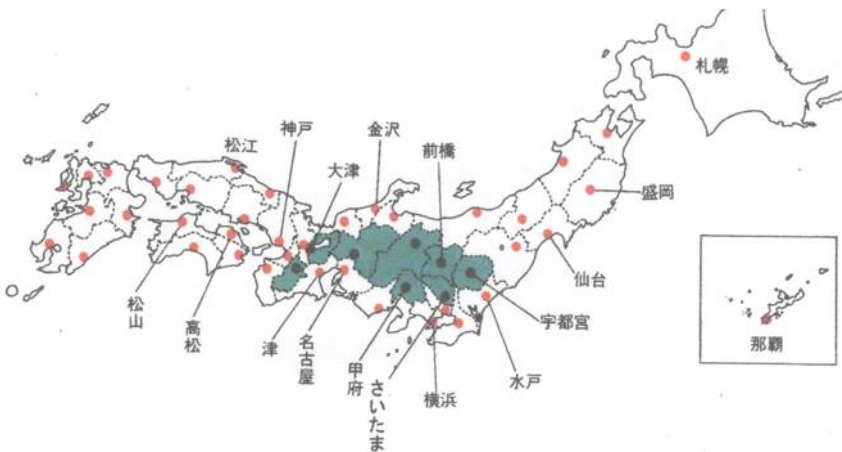 札幌
神戸
金沢
松江
前橋
大津
盛岡
仙台
松山
高松
津
名古屋
甲府
さいたま
横浜
水戸
宇都宮
那覇